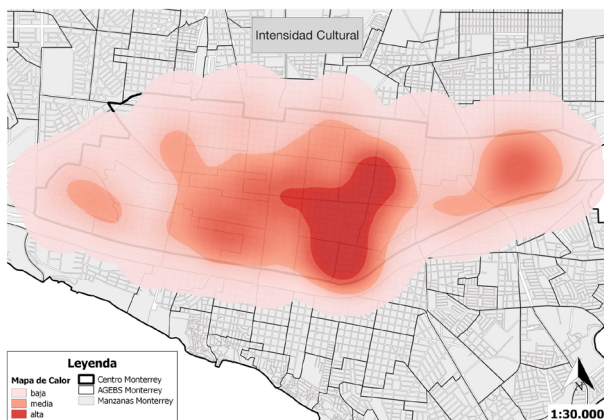 Intensidad Cultural
Leyenda
Mapa de Calor
baja
media
alta
Centro Monterrey
AGEBS Monterrey
Manzanas Monterrey
1:30.000